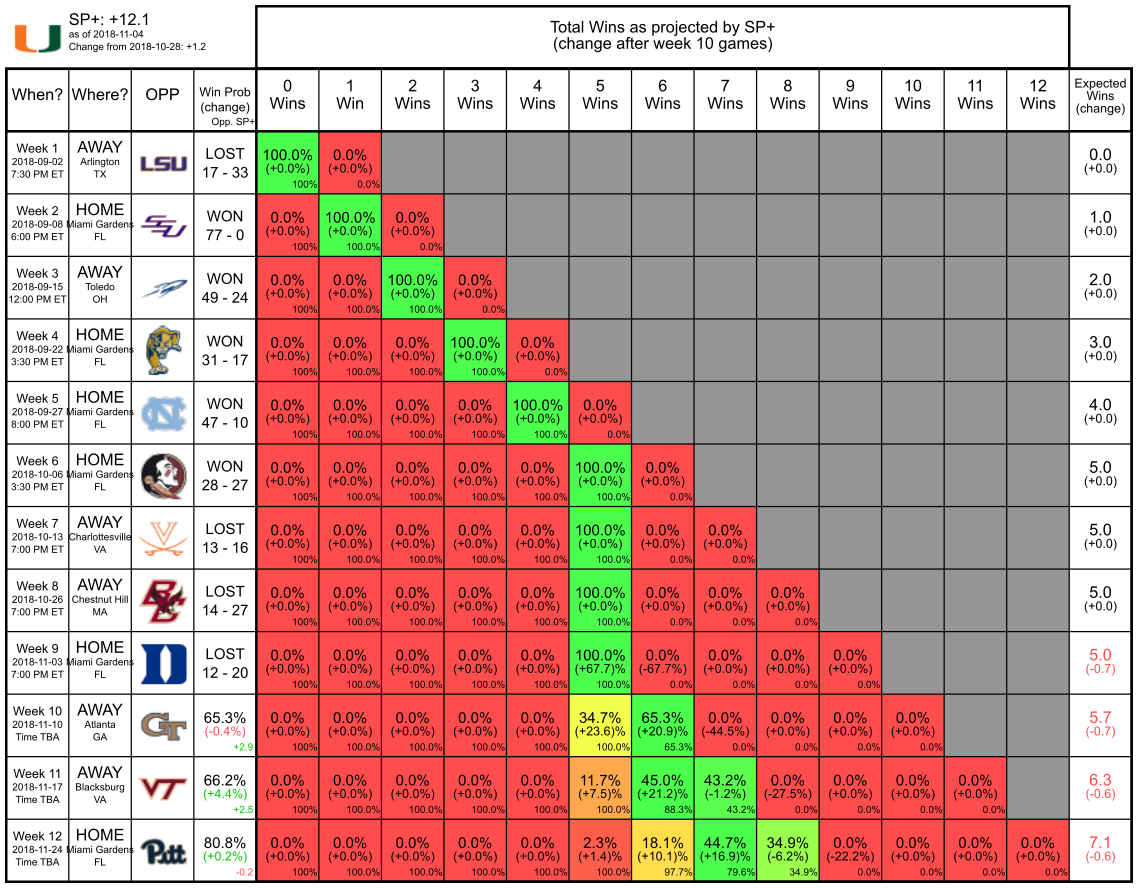 SP+: +12.1
as of 2018-11-04
Change from 2018-10-28: +1.2
Total Wins as projected by SP+
(change after week 10 games)
When? Where? OPP Win Prob (change) Opp. SP+ 0 Wins 1 Win 2 Wins 3 Wins 4 Wins 5 Wins 6 Wins 7 Wins 8 Wins 9 Wins 10 Wins 11 Wins 12 Wins Expected Wins (change)
Week 1 AWAY LSU LOST 100.0% 0.0% 0.0
2018-09-02 Arlington (+0.0%) (+0.0%) (+0.0)
7:30 PM ET TX 17 - 33 100% 0.0%
Week 2 HOME SSU WON 0.0% 100.0% 0.0% 1.0
2018-09-08 Miami Gardens (+0.0%) (+0.0%) (+0.0%) (+0.0)
6:00 PM ET FL 77 - 0 100% 100.0% 0.0%
Week 3 AWAY WON 0.0% 0.0% 100.0% 0.0% 2.0
2018-09-15 Toledo (+0.0%) (+0.0%) (+0.0%) (+0.0%) (+0.0)
12:00 PM ET OH 49 - 24 100% 100.0% 100.0% 0.0%
Week 4 HOME WON 0.0% 0.0% 0.0% 100.0% 0.0% 3.0
2018-09-22 Miami Gardens (+0.0%) (+0.0%) (+0.0%) (+0.0%) (+0.0%) (+0.0)
3:30 PM ET FL 31 - 17 100% 100.0% 100.0% 100.0% 0.0%
Week 5 HOME NC WON 0.0% 0.0% 0.0% 0.0% 100.0% 0.0% 4.0
2018-09-27 Miami Gardens (+0.0%) (+0.0%) (+0.0%) (+0.0%) (+0.0%) (+0.0%) (+0.0)
8:00 PM ET FL 47 - 10 100% 100.0% 100.0% 100.0% 100.0% 0.0%
Week 6 HOME WON 0.0% 0.0% 0.0% 0.0% 0.0% 100.0% 0.0% 5.0
2018-10-06 Miami Gardens (+0.0%) (+0.0%) (+0.0%) (+0.0%) (+0.0%) (+0.0%) (+0.0%) (+0.0)
3:30 PM ET FL 28 - 27 100% 100.0% 100.0% 100.0% 100.0% 100.0% 0.0%
Week 7 AWAY V LOST 0.0% 0.0% 0.0% 0.0% 0.0% 100.0% 0.0% 0.0% 5.0
2018-10-13 Charlottesville (+0.0%) (+0.0%) (+0.0%) (+0.0%) (+0.0%) (+0.0%) (+0.0%) (+0.0%) (+0.0)
7:00 PM ET VA 13 - 16 100% 100.0% 100.0% 100.0% 100.0% 100.0% 0.0% 0.0%
Week 8 AWAY BC LOST 0.0% 0.0% 0.0% 0.0% 0.0% 100.0% 0.0% 0.0% 0.0% 5.0
2018-10-26 Chestnut Hill (+0.0%) (+0.0%) (+0.0%) (+0.0%) (+0.0%) (+0.0%) (+0.0%) (+0.0%) (+0.0%) (+0.0)
7:00 PM ET MA 14 - 27 100% 100.0% 100.0% 100.0% 100.0% 100.0% 0.0% 0.0% 0.0%
Week 9 HOME D LOST 0.0% 0.0% 0.0% 0.0% 0.0% 100.0% 0.0% 0.0% 0.0% 0.0% 5.0
2018-11-03 Miami Gardens (+0.0%) (+0.0%) (+0.0%) (+0.0%) (+0.0%) (+67.7)% (-67.7% (+0.0%) (+0.0%) (+0.0%) (-0.7)
7:00 PM ET FL 12 - 20 100% 100.0% 100.0% 100.0% 100.0% 100.0% 0.0% 0.0% 0.0% 0.0%
Week 10 AWAY GT 65.3% 0.0% 0.0% 0.0% 0.0% 0.0% 34.7% 65.3% 0.0% 0.0% 0.0% 0.0% 5.7
2018-11-10 Atlanta (-0.4%) (+0.0%) (+0.0%) (+0.0%) (+0.0%) (+0.0%) (+23.6)% (+20.9)% (-44.5%) (+0.0%) (+0.0%) (+0.0%) (-0.7)
Time TBA GA +2.9 100% 100.0% 100.0% 100.0% 100.0% 100.0% 65.3% 0.0% 0.0% 0.0% 0.0%
Week 11 AWAY VT 66.2% 0.0% 0.0% 0.0% 0.0% 0.0% 11.7% 45.0% 43.2% 0.0% 0.0% 0.0% 0.0% 6.3
2018-11-17 Blacksburg (+4.4%) (+0.0%) (+0.0%) (+0.0%) (+0.0%) (+0.0%) (+7.5)% (+21.2)% (-1.2%) (-27.5%) (+0.0%) (+0.0%) (+0.0%) (-0.6)
Time TBA VA +2.5 100% 100.0% 100.0% 100.0% 100.0% 100.0% 88.3% 43.2% 0.0% 0.0% 0.0% 0.0%
Week 12 HOME Pitt 80.8% 0.0% 0.0% 0.0% 0.0% 0.0% 2.3% 18.1% 44.7% 34.9% 0.0% 0.0% 0.0% 0.0% 7.1
2018-11-24 Miami Gardens (+0.2%) (+0.0%) (+0.0%) (+0.0%) (+0.0%) (+0.0%) (+1.4)% (+10.1)% (+16.9)% (-6.2%) (-22.2%) (+0.0%) (+0.0%) (+0.0%) (-0.6)
Time TBA FL -0.2 100% 100.0% 100.0% 100.0% 100.0% 100.0% 97.7% 79.6% 34.9% 0.0% 0.0% 0.0% 0.0%